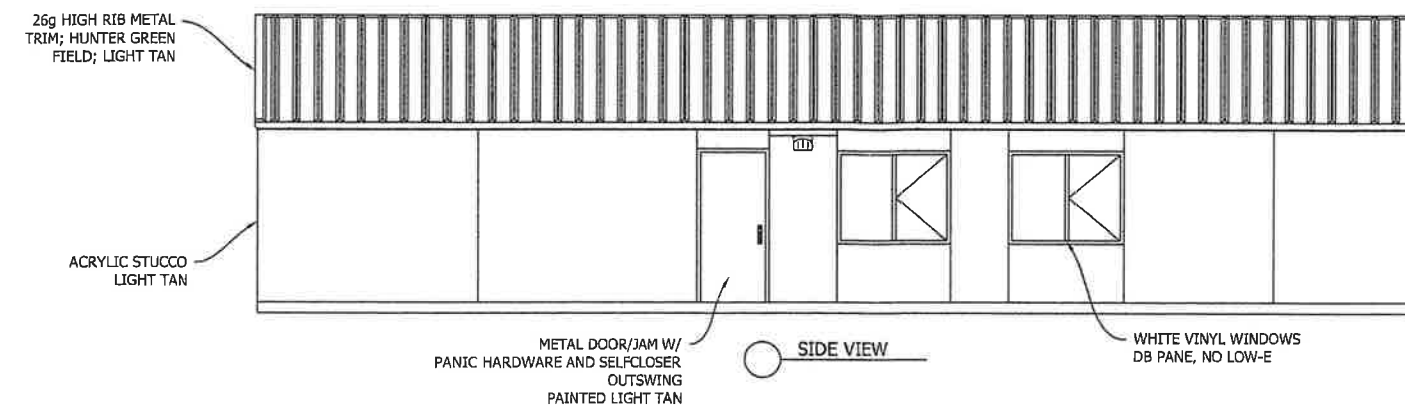 26g HIGH RIB METAL
TRIM; HUNTER GREEN
FIELD; LIGHT TAN
ACRYLIC STUCCO
LIGHT TAN
METAL DOOR/JAM W/
PANIC HARDWARE AND SELFCLOSER
OUTSWING
PAINTED LIGHT TAN
SIDE VIEW
WHITE VINYL WINDOWS
DB PANE, NO LOW-E